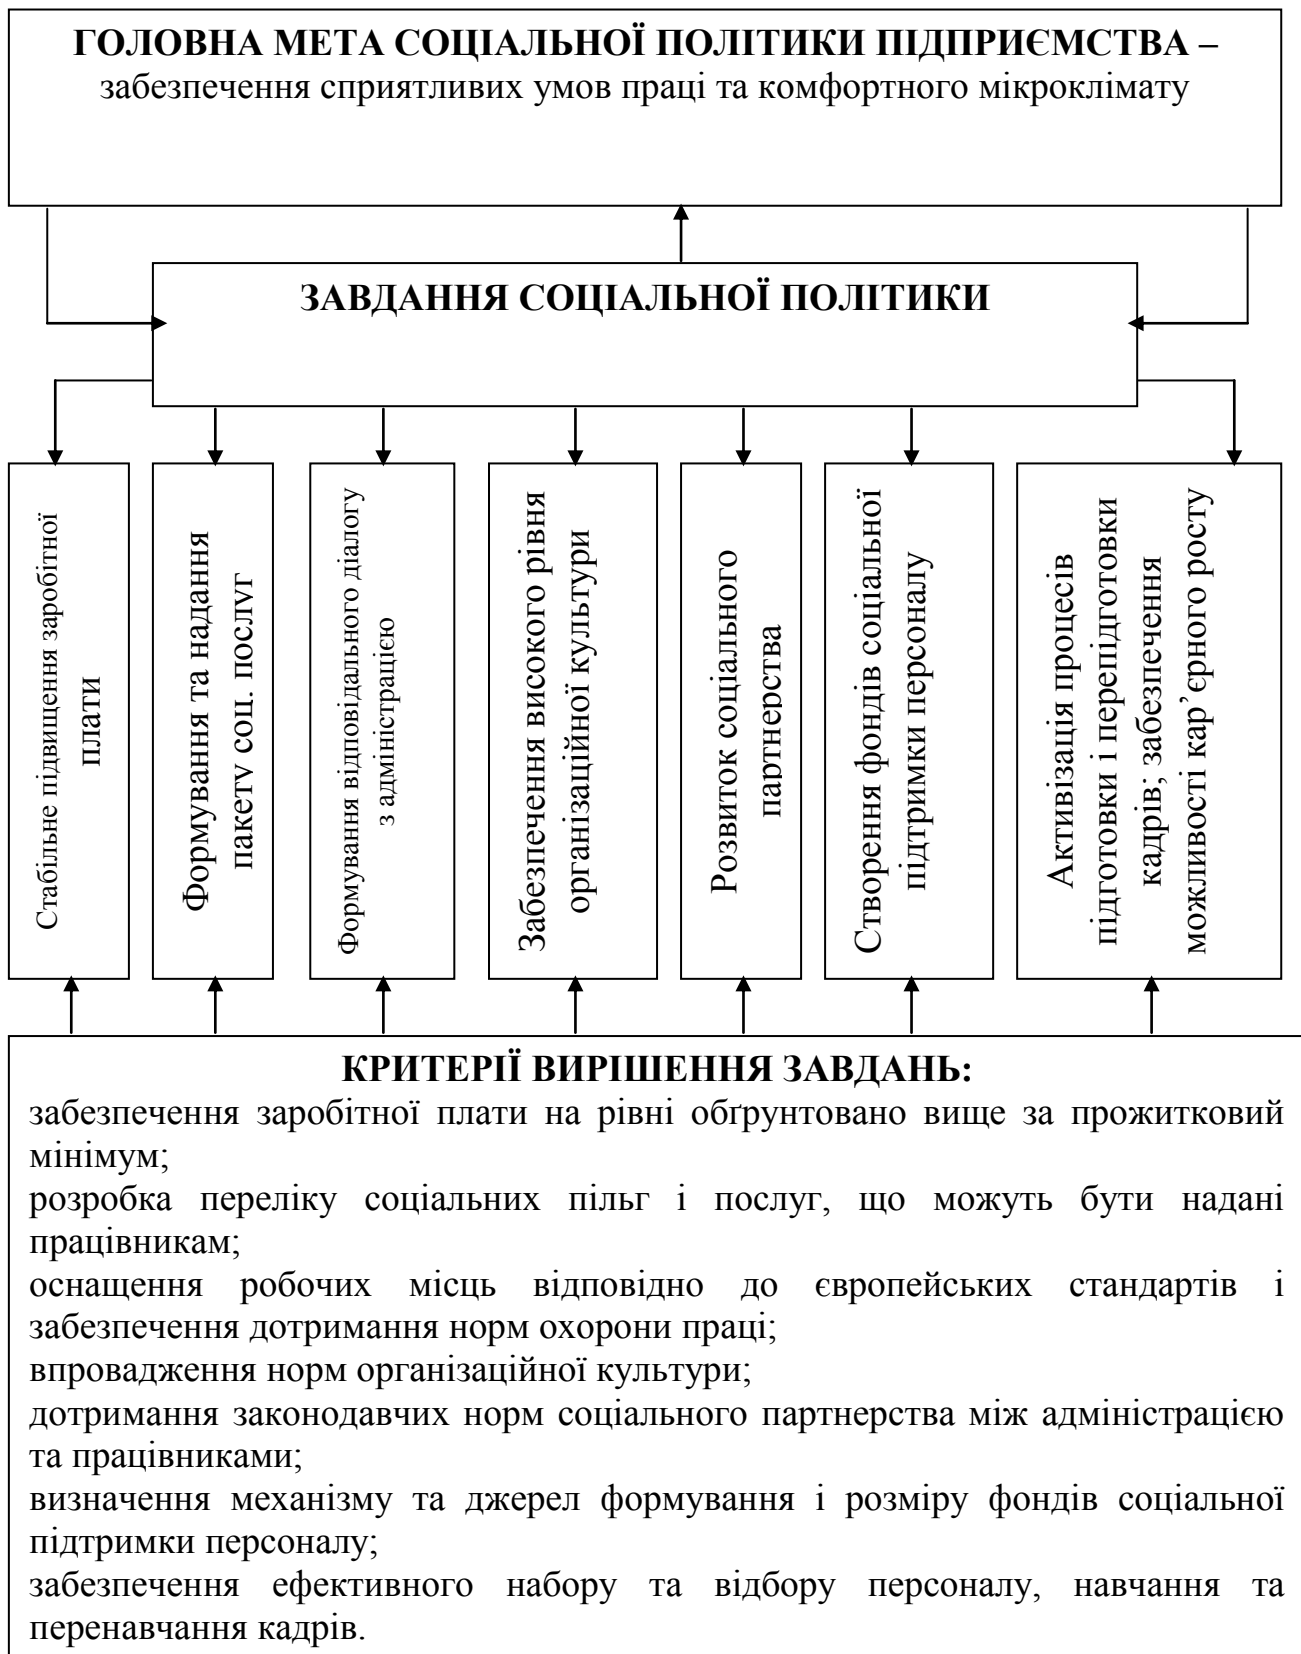 ГОЛОВНА МЕТА СОЦІАЛЬНОЇ ПОЛІТИКИ ПІДПРИЄМСТВА –
забезпечення сприятливих умов праці та комфортного мікроклімату
ЗАВДАННЯ СОЦІАЛЬНОЇ ПОЛІТИКИ
Стабільне підвищення заробітної
плати
Формування та надання
пакету соц. послуг
Формування відповідального діалогу
з адміністрацією
Забезпечення високого рівня
організаційної культури
Розвиток соціального
партнерства
Створення фондів соціальної
підтримки персоналу
Активізація процесів
підготовки і перепідготовки
кадрів; забезпечення
можливості кар’єрного росту
КРИТЕРІЇ ВИРІШЕННЯ ЗАВДАНЬ:
забезпечення заробітної плати на рівні обґрунтовано вище за прожитковий
мінімум;
розробка переліку соціальних пільг і послуг, що можуть бути надані
працівникам;
оснащення робочих місць відповідно до європейських стандартів і
забезпечення дотримання норм охорони праці;
впровадження норм організаційної культури;
дотримання законодавчих норм соціального партнерства між адміністрацією
та працівниками;
визначення механізму та джерел формування і розміру фондів соціальної
підтримки персоналу;
забезпечення ефективного набору та відбору персоналу, навчання та
перенавчання кадрів.